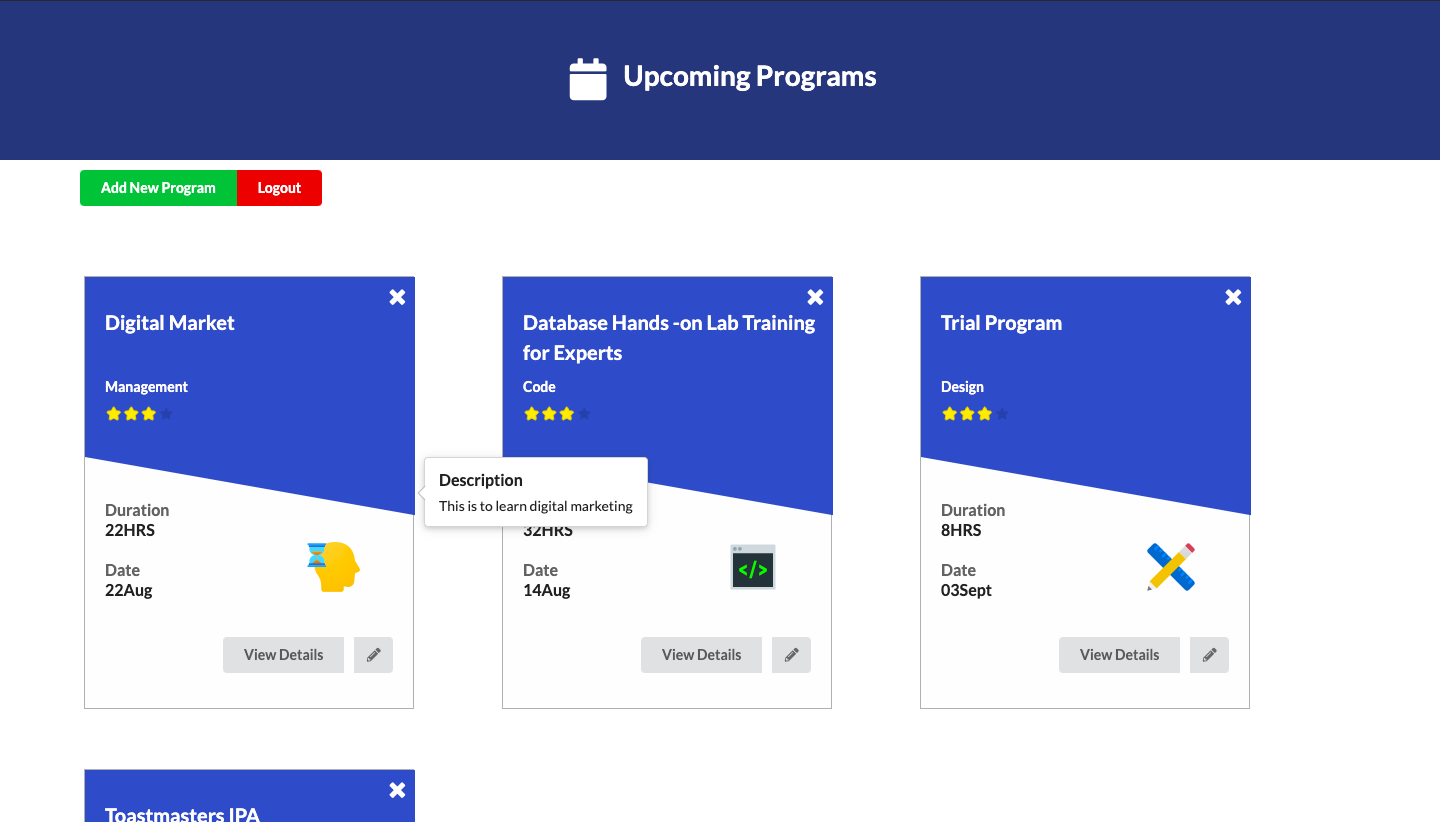 Upcoming Programs
Add New Program
Logout
Digital Market
Management
Duration
22HRS
Date
22Aug
View Details
Database Hands -on Lab Training
for Experts
Code
Description
This is to learn digital marketing
32HRS
Date
14Aug
</>
View Details
Trial Program
Design
Duration
8HRS
Date
03Sept
View Details
Toastmasters IPA